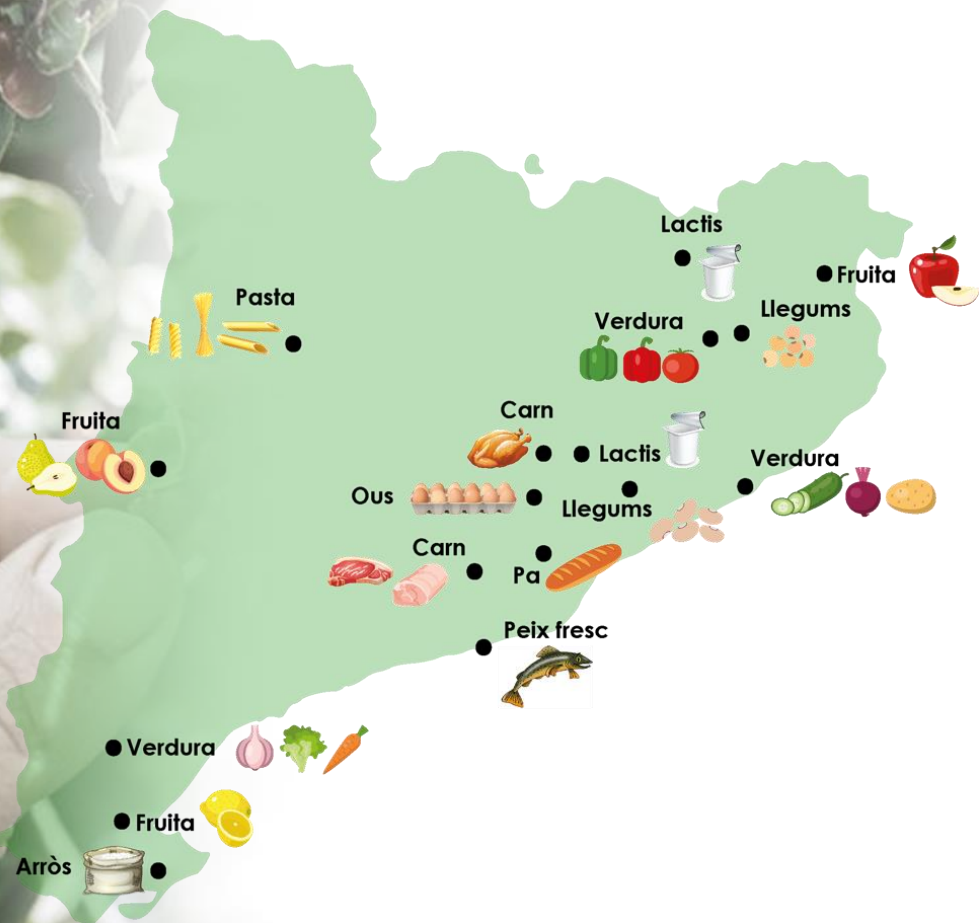 Lactis
Fruita
Pasta
Llegums
Verdura
Carn
Fruita
Lactis
Verdura
Ous
Llegums
Carn
Pa
Peix fresc
Verdura
Fruita
Arròs